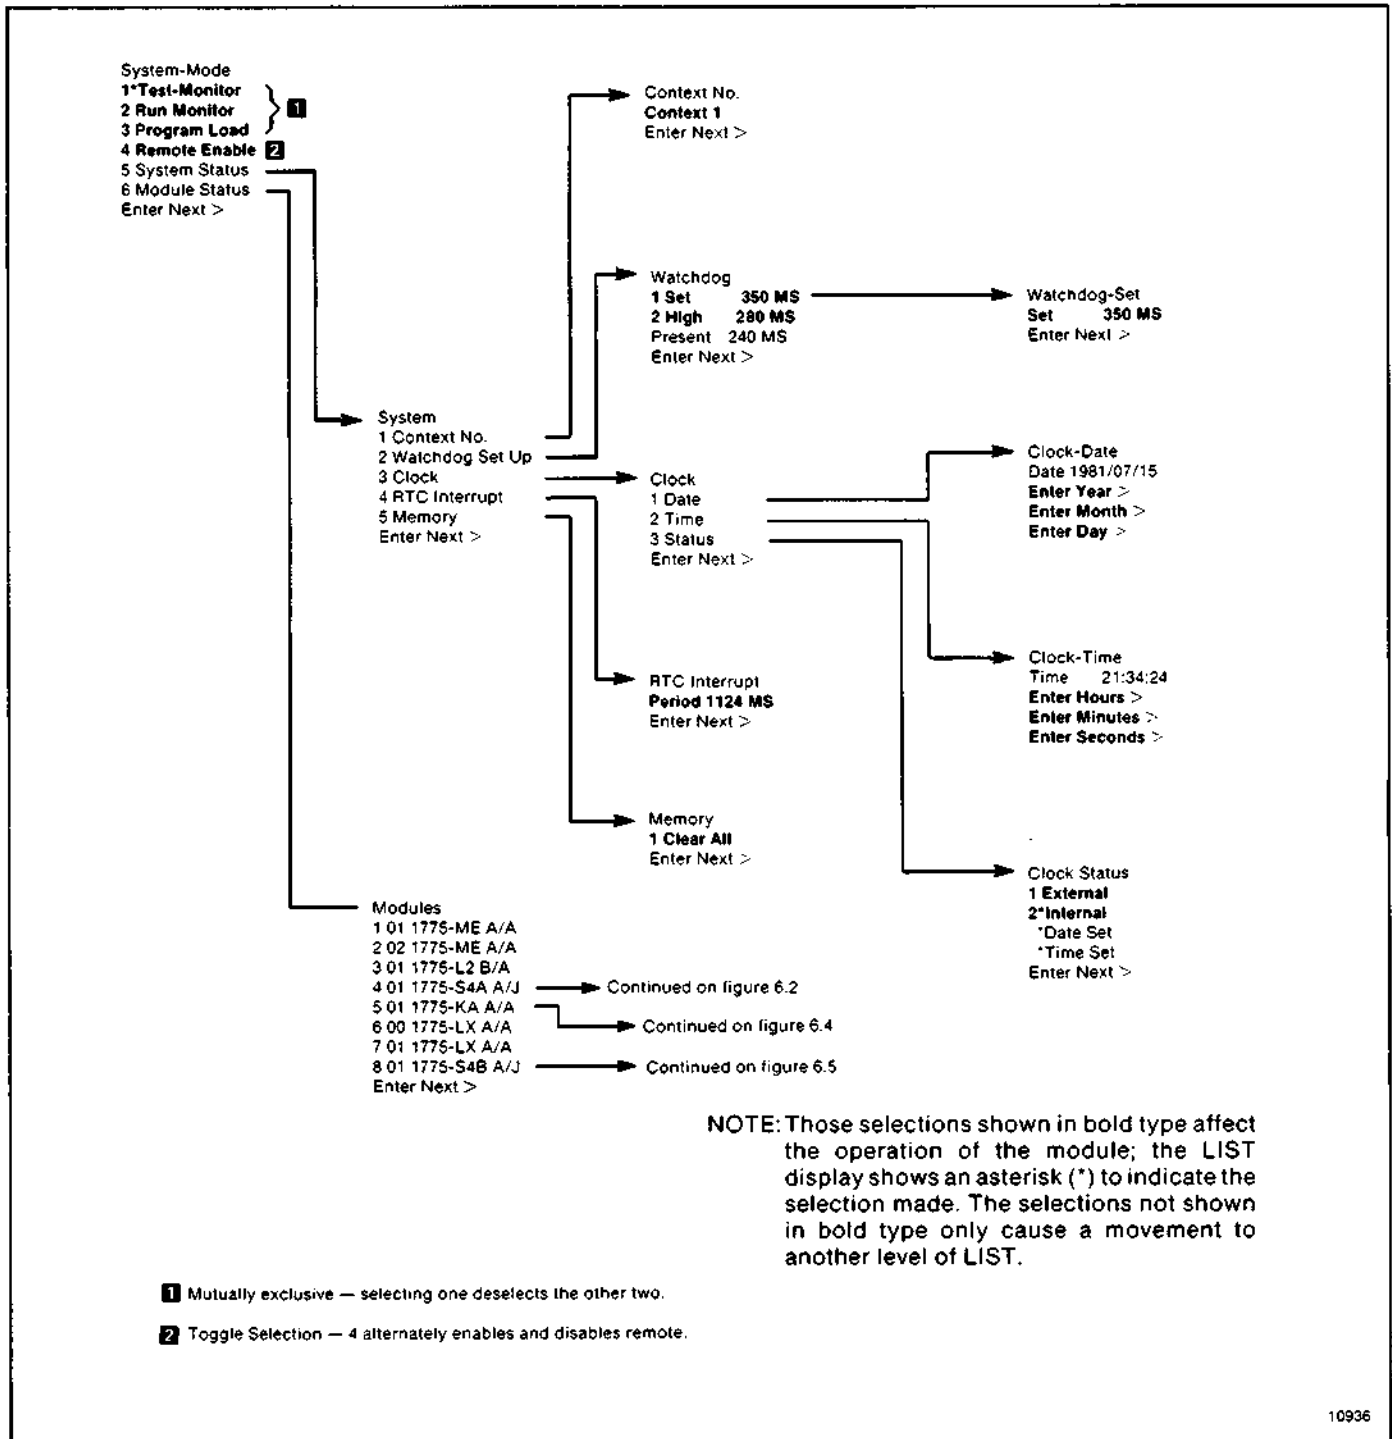 System-Mode
1*Test-Monitor
2 Run Monitor
3 Program Load
1
4 Remote Enable 2
5 System Status
6 Module Status
Enter Next >
Context No.
Context 1
Enter Next >
Watchdog
1 Set 350 MS
2 High 280 MS
Present 240 MS
Enter Next >
Watchdog-Set
Set 350 MS
Enter Next >
System
1 Context No.
2 Watchdog Set Up
3 Clock
4 RTC Interrupt
5 Memory
Enter Next >
Clock
1 Date
2 Time
3 Status
Enter Next >
Clock-Date
Date 1981/07/15
Enter Year >
Enter Month >
Enter Day >
Clock-Time
Time 21:34:24
Enter Hours >
Enter Minutes >
Enter Seconds >
RTC Interrupt
Period 1124 MS
Enter Next >
Memory
1 Clear All
Enter Next >
Clock Status
1 External
2*Internal
*Date Set
*Time Set
Enter Next >
Modules
1 01 1775-ME A/A
2 02 1775-ME A/A
3 01 1775-L2 B/A
4 01 1775-S4A A/J
5 01 1775-KA A/A
6 00 1775-LX A/A
7 01 1775-LX A/A
8 01 1775-S4B A/J
Enter Next >
Continued on figure 6.2
Continued on figure 6.4
Continued on figure 6.5
NOTE: Those selections shown in bold type affect
the operation of the module; the LIST
display shows an asterisk (*) to indicate the
selection made. The selections not shown
in bold type only cause a movement to
another level of LIST.
1 Mutually exclusive — selecting one deselects the other two.
2 Toggle Selection — 4 alternately enables and disables remote.
10936